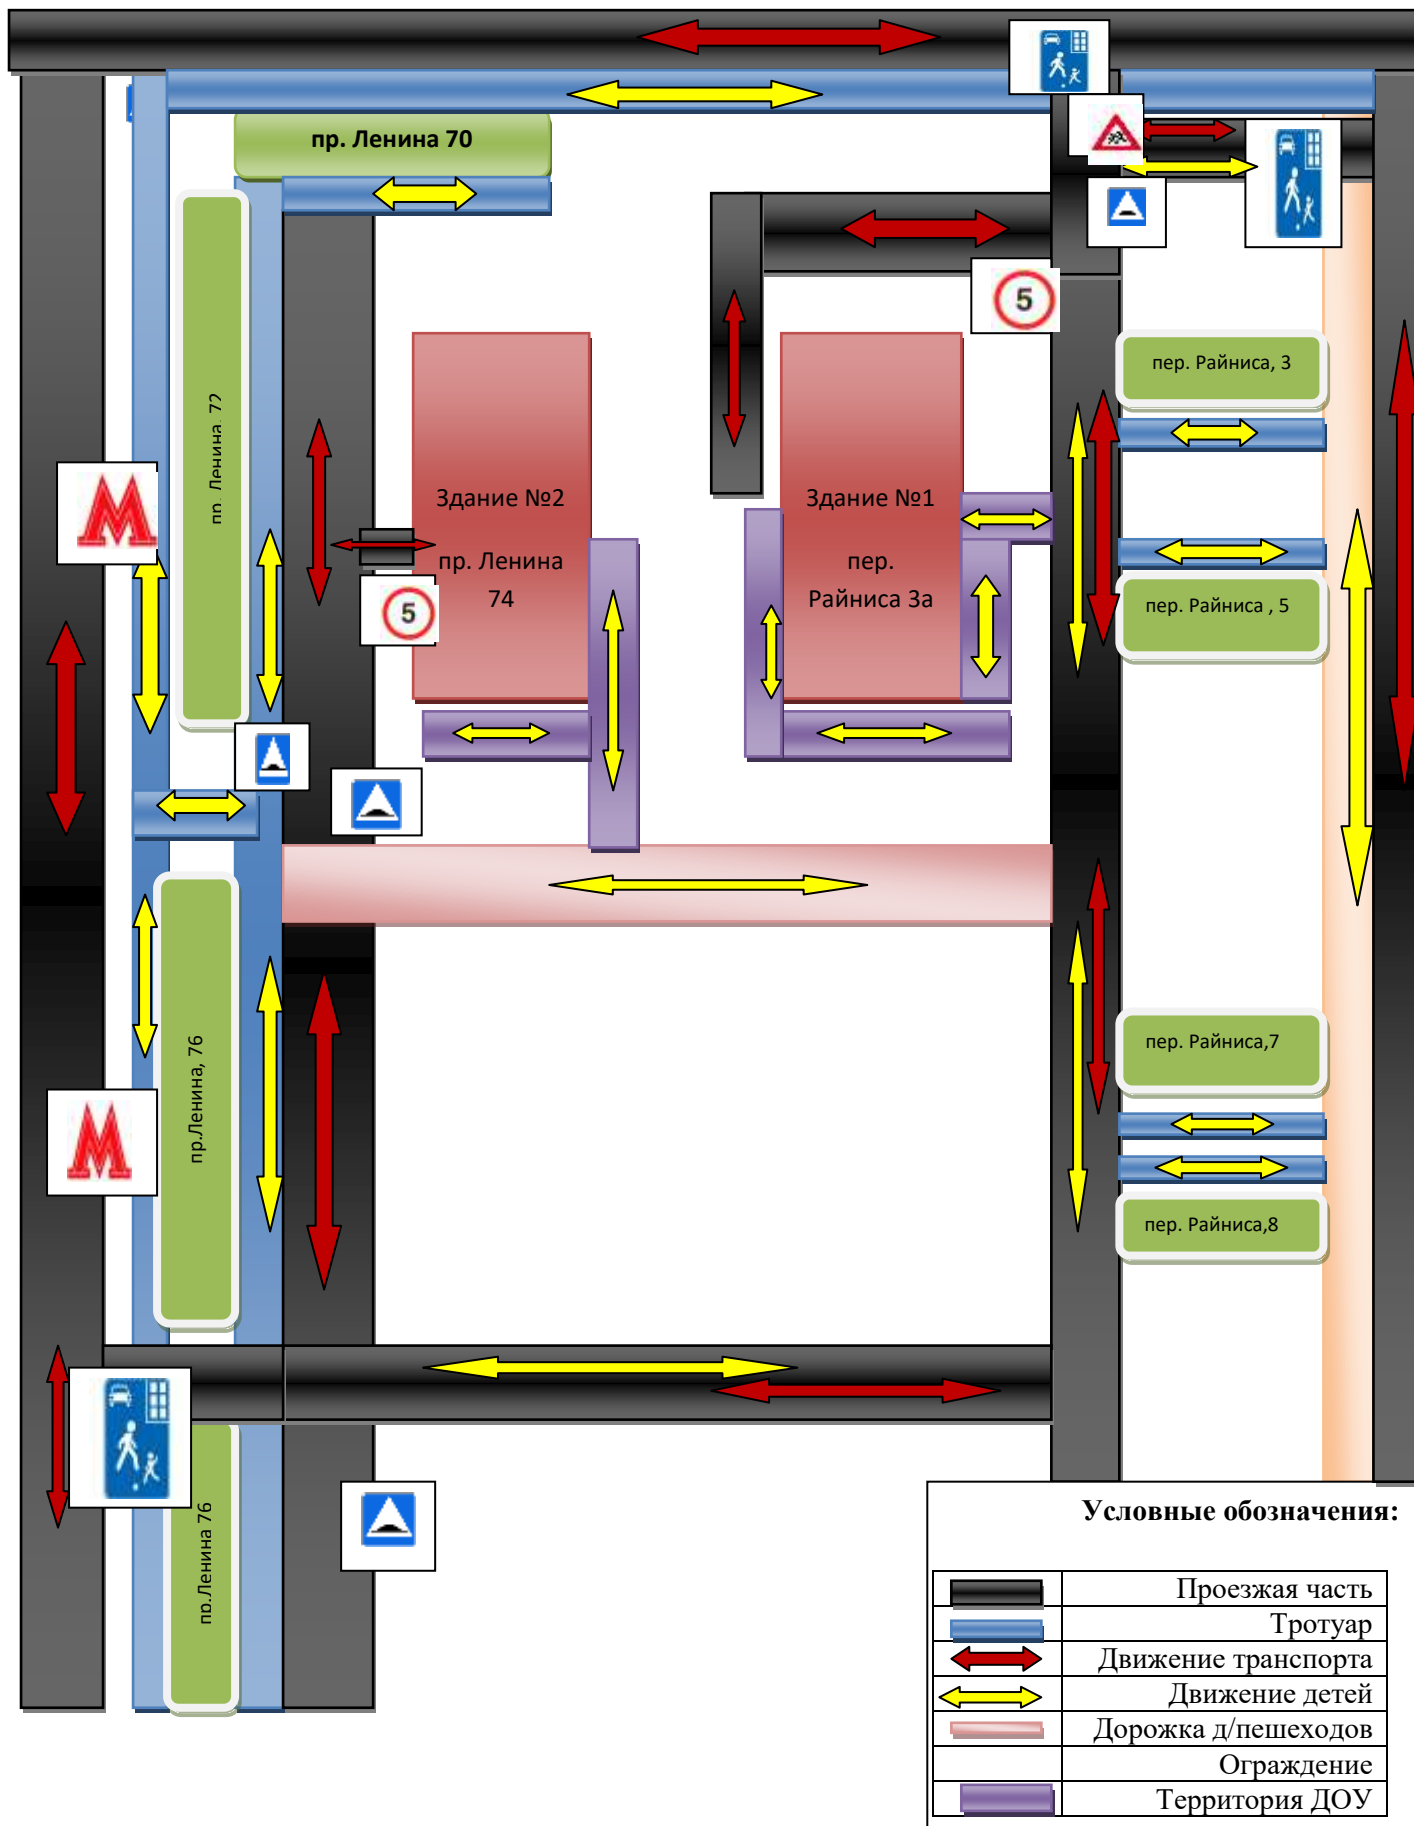 пр. Ленина 70
пр. Ленина, 72
5
пер. Райниса, 3
Здание №2
пр. Ленина
74
Здание №1
пер.
Райниса 3а
М
5
пер. Райниса , 5
пр.Ленина, 76
М
пер. Райниса,7
пер. Райниса,8
пр.Ленина 76
Условные обозначения:
Проезжая часть
Тротуар
Движение транспорта
Движение детей
Дорожка д/пешеходов
Ограждение
Территория ДОУ